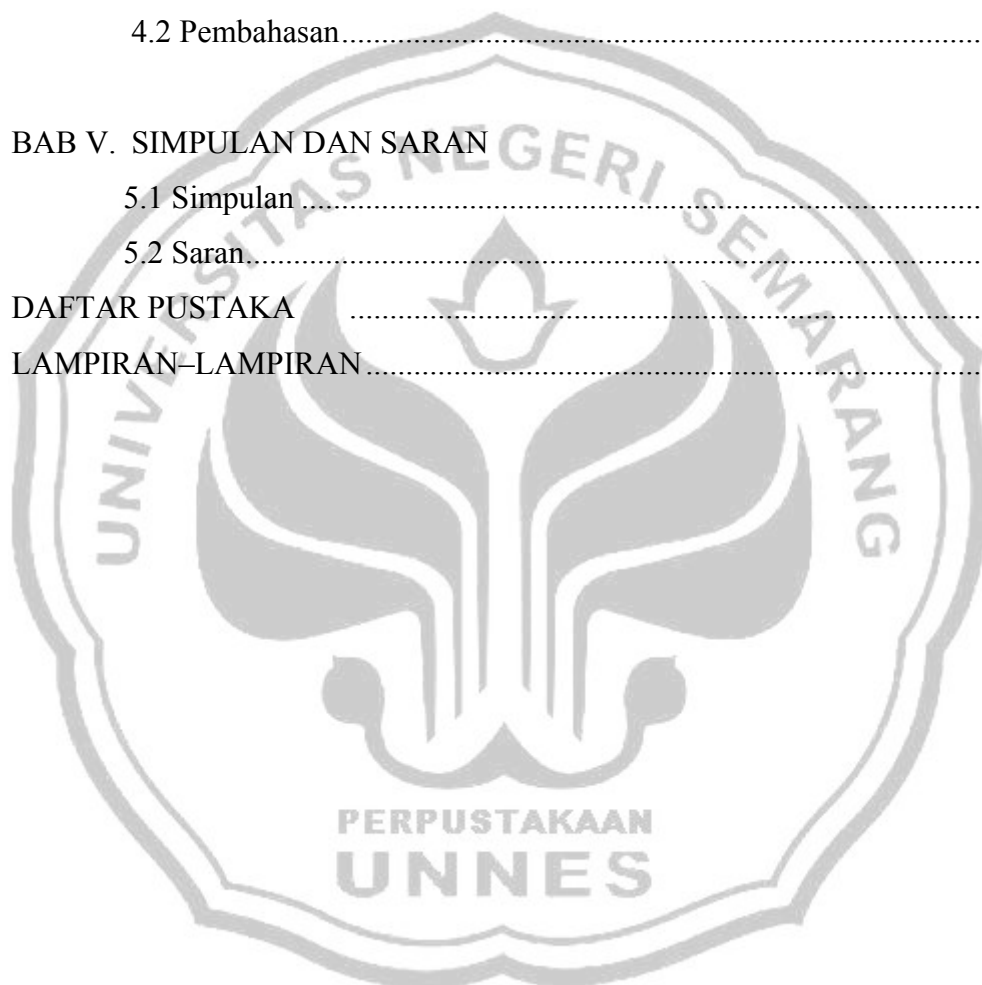 4.2 Pembahasan................................................................................
BAB V. SIMPULAN DAN SARAN
5.1 Simpulan .....................................................................................
5.2 Saran............................................................................................
DAFTAR PUSTAKA ...............................................................................
LAMPIRAN–LAMPIRAN.............................................................................
UNIVERSITAS NEGERI SEMARANG
PERPUSTAKAAN
UNNES